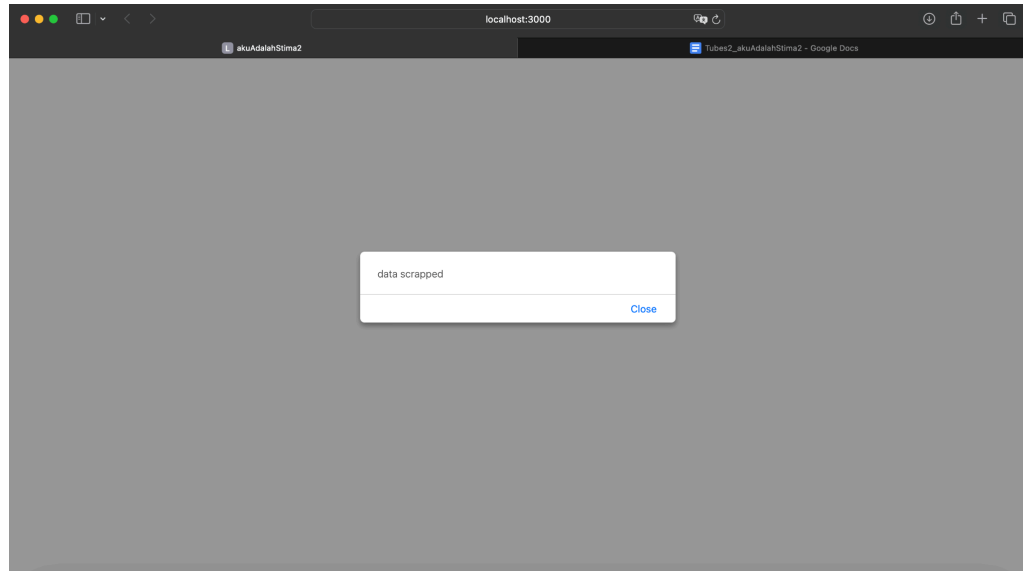 localhost:3000
L akuAdalahStima2
Tubes2_akuAdalahStima2 - Google Docs
data scrapped
Close